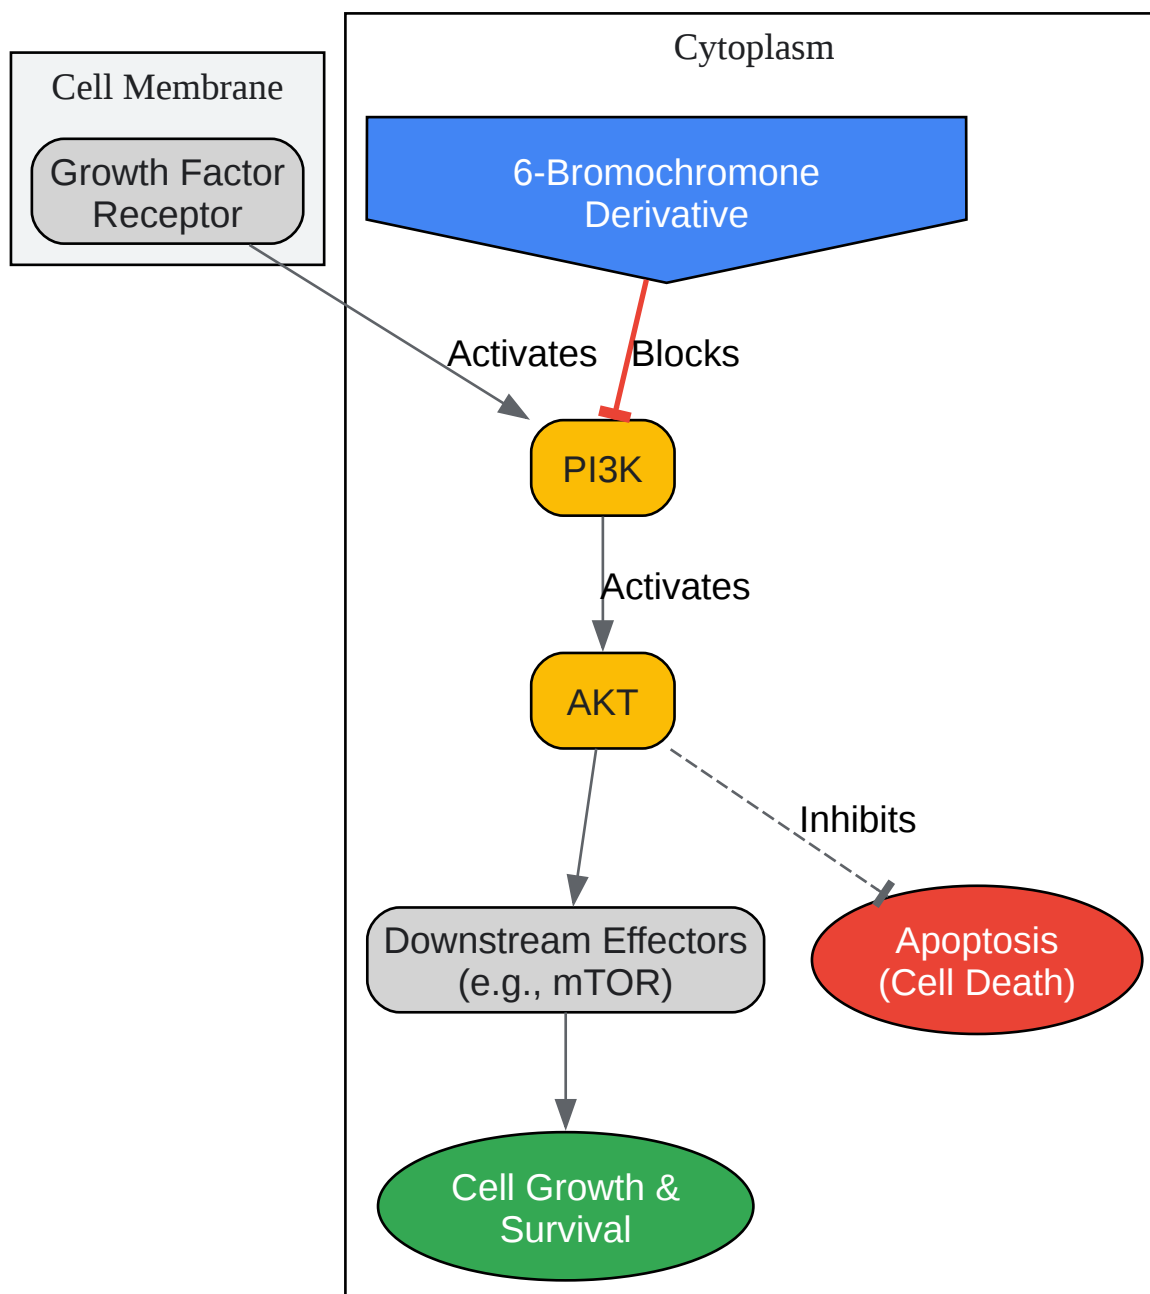 Cytoplasm
Cell Membrane
Growth Factor
Receptor
6-Bromochromone
Derivative
Activates
Blocks
PI3K
Activates
AKT
Inhibits
Downstream Effectors
(e.g., mTOR)
Apoptosis
(Cell Death)
Cell Growth &
Survival